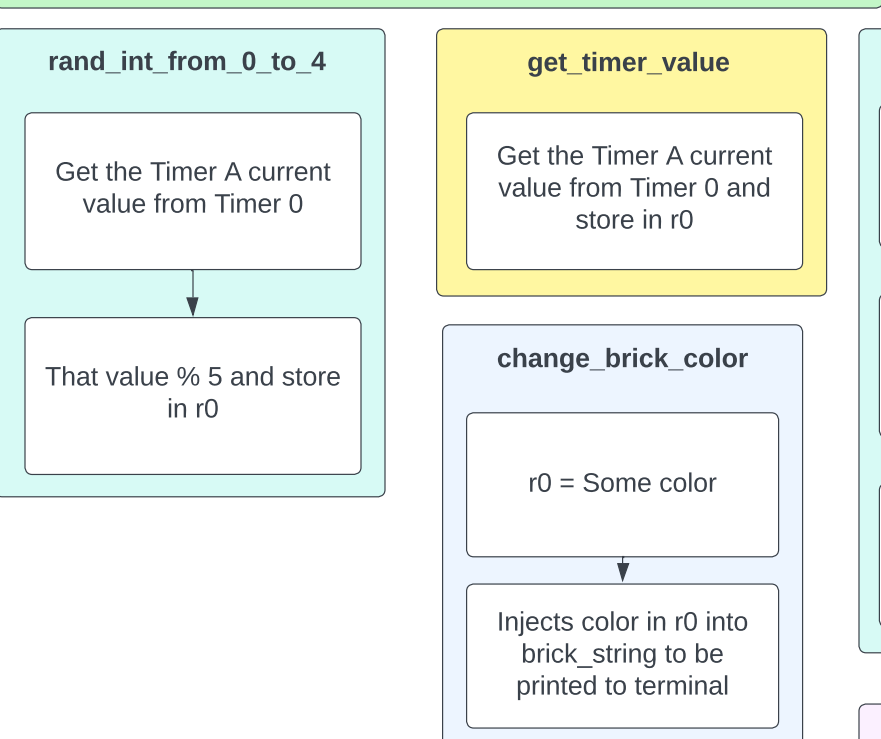 rand_int_from_0_to_4
Get the Timer A current
value from Timer 0
That value % 5 and store
in r0
get_timer_value
Get the Timer A current
value from Timer 0 and
store in r0
change_brick_color
r0 = Some color
Injects color in r0 into
brick_string to be
printed to terminal